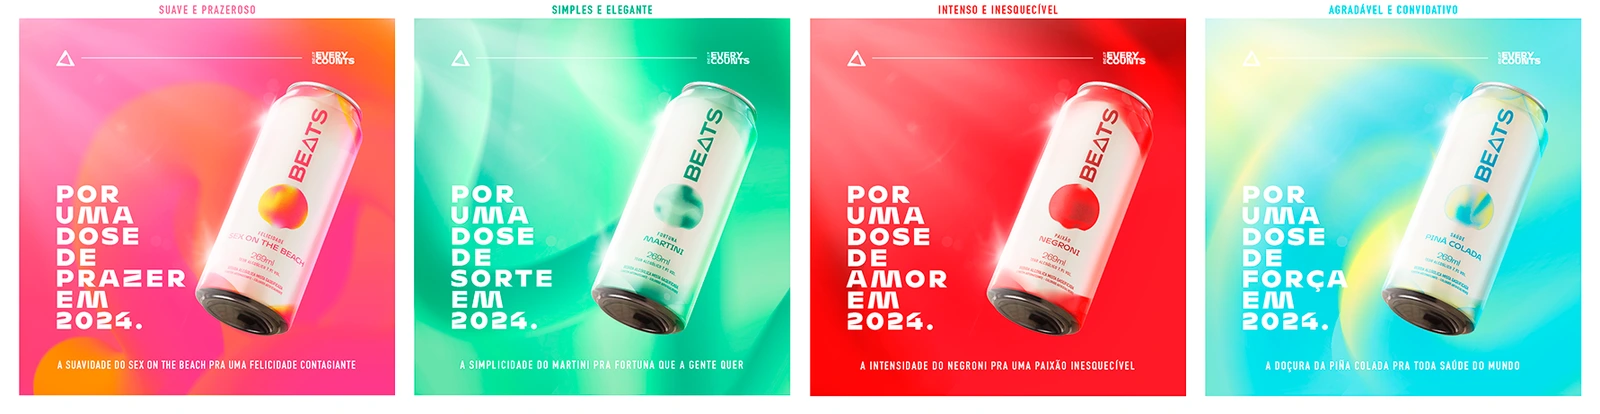 SUAVE E PRAZEROSO
EVERY
COUNTS
BEATS
POR
UMA
DOSE
DE
PRAZER
EM
2024.
FELICIDADE
SEX ON THE BEACH
269ml
A SUAVIDADE DO SEX ON THE BEACH PRA UMA FELICIDADE CONTAGIANTE
SIMPLES E ELEGANTE
EVERY
COUNTS
BEATS
POR
UMA
DOSE
DE
SORTE
EM
2024.
FORTUNA
MARTINI
269ml
A SIMPLICIDADE DO MARTINI PRA FORTUNA QUE A GENTE QUER
INTENSO E INESQUECÍVEL
EVERY
COUNTS
BEATS
POR
UMA
DOSE
DE
AMOR
EM
2024.
PAIXÃO
NEGRONI
269ml
A INTENSIDADE DO NEGRONI PRA UMA PAIXÃO INESQUECÍVEL
AGRADÁVEL E CONVIDATIVO
EVERY
COUNTS
BEATS
POR
UMA
DOSE
DE
FORÇA
EM
2024.
SAÚDE
PIÑA COLADA
269ml
A DOÇURA DA PIÑA COLADA PRA TODA SAÚDE DO MUNDO